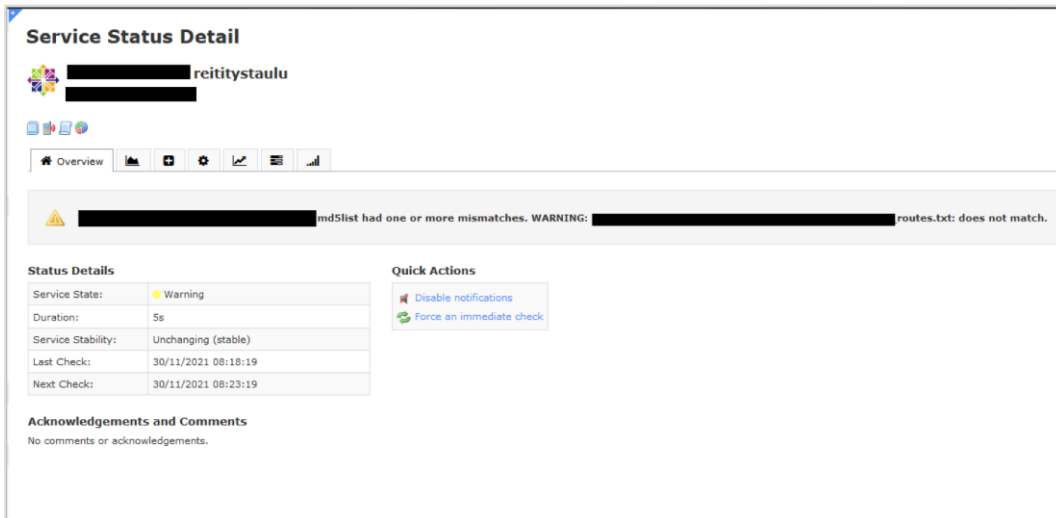 Service Status Detail
reititystaulu
Overview
md5list had one or more mismatches. WARNING: routes.txt: does not match.
Status Details
Service State: Warning
Duration: 5s
Service Stability: Unchanging (stable)
Last Check: 30/11/2021 08:18:19
Next Check: 30/11/2021 08:23:19
Quick Actions
Disable notifications
Force an immediate check
Acknowledgements and Comments
No comments or acknowledgements.